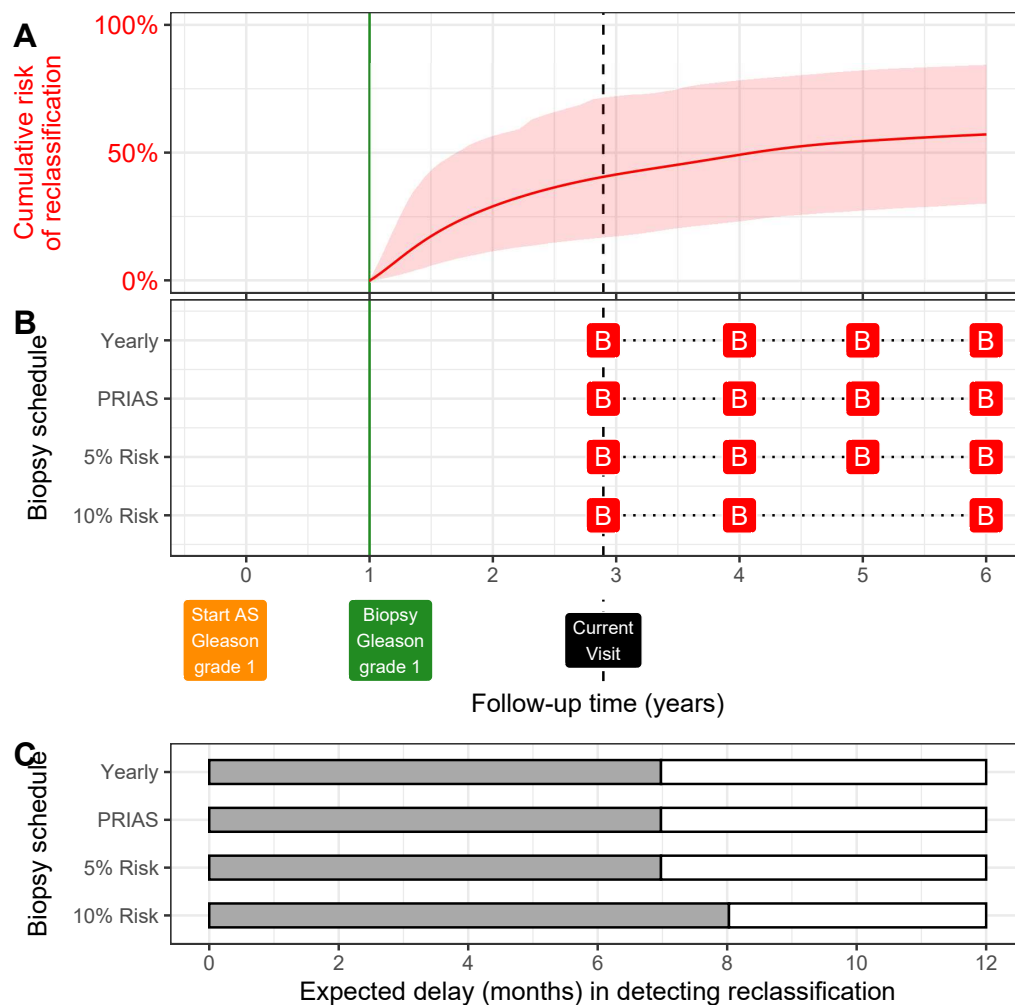 A
Cumulative risk
of reclassification
100%
50%
0%
B
Biopsy schedule
Yearly
B B B B
PRIAS
B B B B
5% Risk
B B B B
10% Risk
B B B
0 1 2 3 4 5 6
Start AS
Gleason
grade 1
Biopsy
Gleason
grade 1
Current
Visit
Follow-up time (years)
C
Biopsy schedule
Yearly
PRIAS
5% Risk
10% Risk
0 2 4 6 8 10 12
Expected delay (months) in detecting reclassification